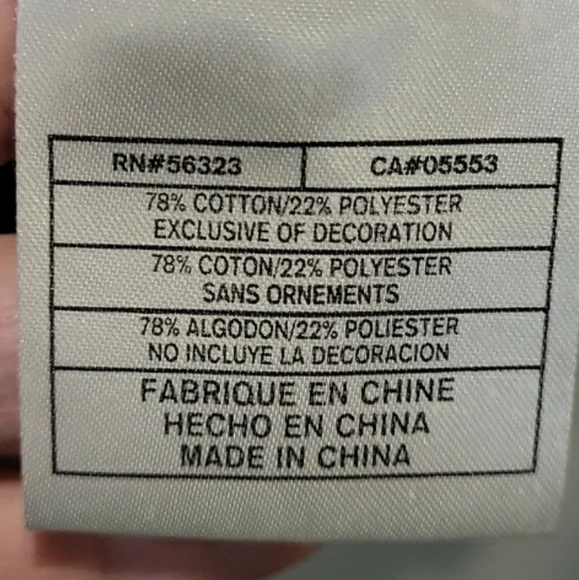 RN#56323 CA#05553
78% COTTON/22% POLYESTER
EXCLUSIVE OF DECORATION
78% COTON/22% POLYESTER
SANS ORNEMENTS
78% ALGODON/22% POLIESTER
NO INCLUYE LA DECORACION
FABRIQUE EN CHINE
HECHO EN CHINA
MADE IN CHINA